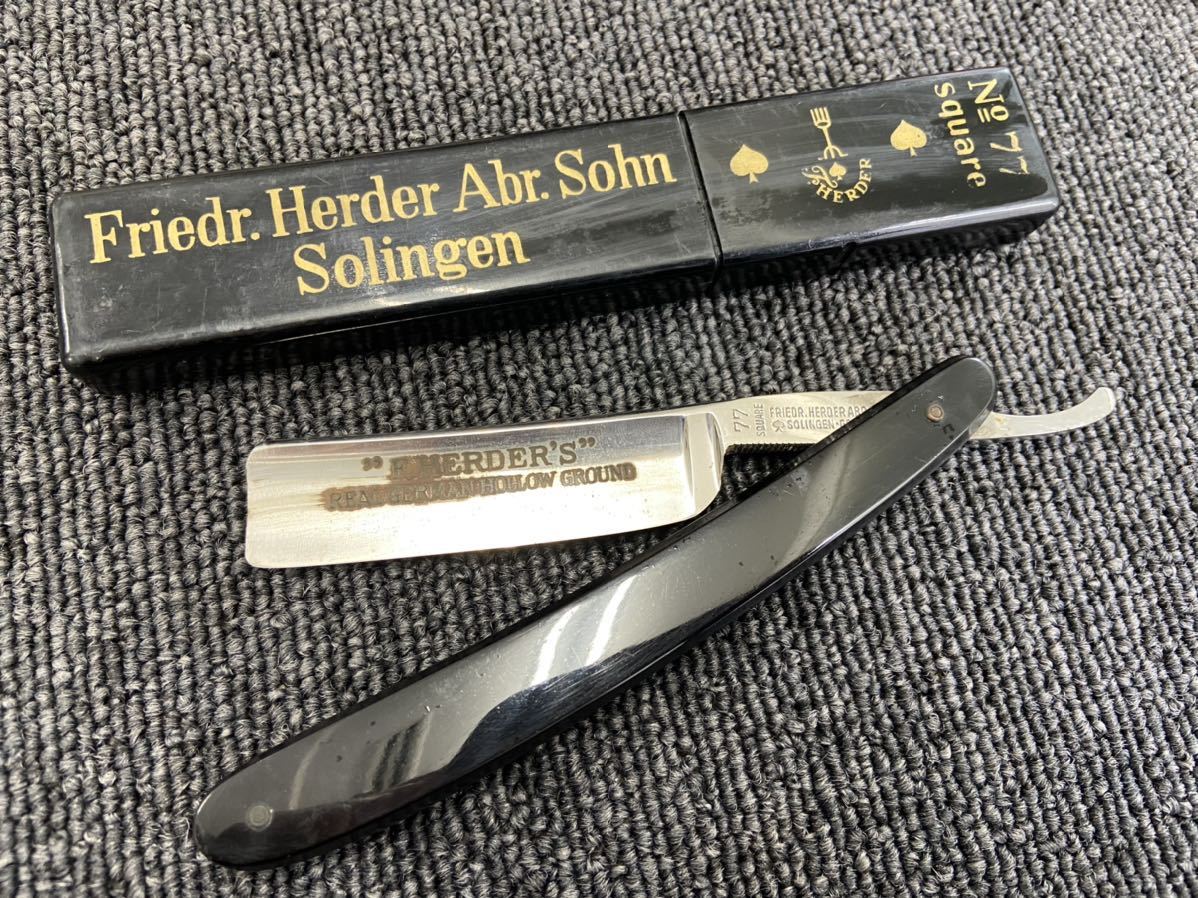 Friedr. Herder Abr. Sohn
Solingen
F. HERDER
No 77
square
„F. HERDER'S”
REAL GERMAN HOLLOW GROUND
77
SQUARE
FRIEDR. HERDER ABR
SOLINGEN